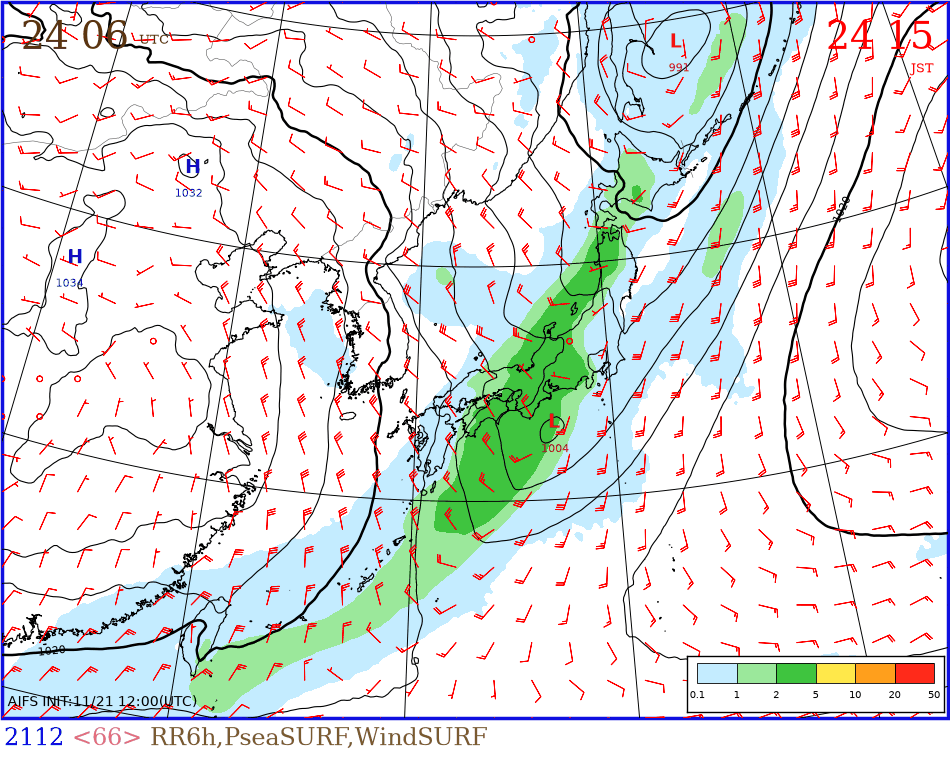 24 06 UTC
24 15
JST
L
991
H
1032
1020
H
1034
L
1004
1020
0.1 1 2 5 10 20 50
AIFS INIT:11/21 12:00(UTC)
2112 <66> RR6h,PseaSURF,WindSURF